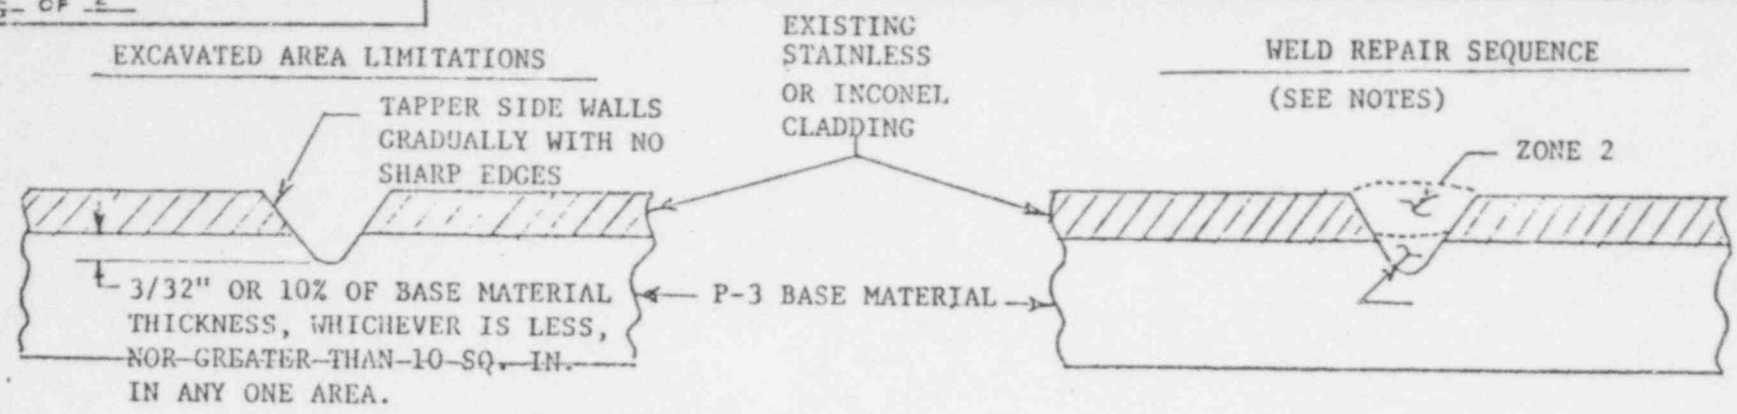 OF 2
EXCAVATED AREA LIMITATIONS
TAPPER SIDE WALLS
GRADUALLY WITH NO
SHARP EDGES
EXISTING
STAINLESS
OR INCONEL
CLADDING
WELD REPAIR SEQUENCE
(SEE NOTES)
ZONE 2
3/32" OR 10% OF BASE MATERIAL
THICKNESS, WHICHEVER IS LESS,
NOR GREATER THAN 10 SQ. IN.
IN ANY ONE AREA.
P-3 BASE MATERIAL